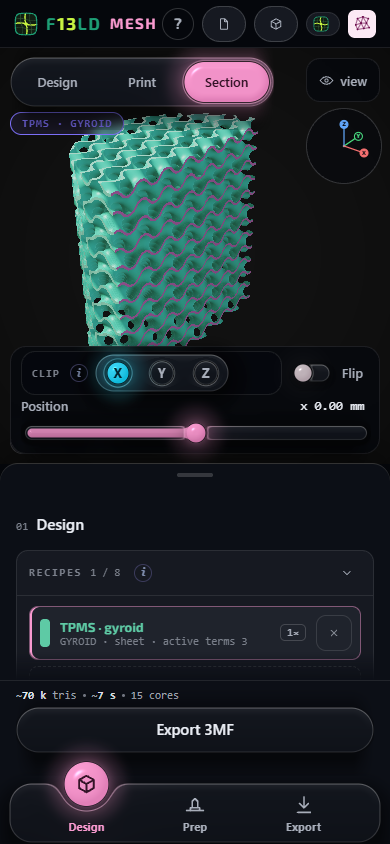 F13LD MESH ?
Design Print Section
view
TPMS · GYROID
Z
Y
X
CLIP i X Y Z Flip
Position x 0.00 mm
01 Design
RECIPES 1 / 8 i
TPMS · gyroid
GYROID · sheet · active terms 3
1× ×
~70 k tris • ~7 s • 15 cores
Export 3MF
Design Prep Export